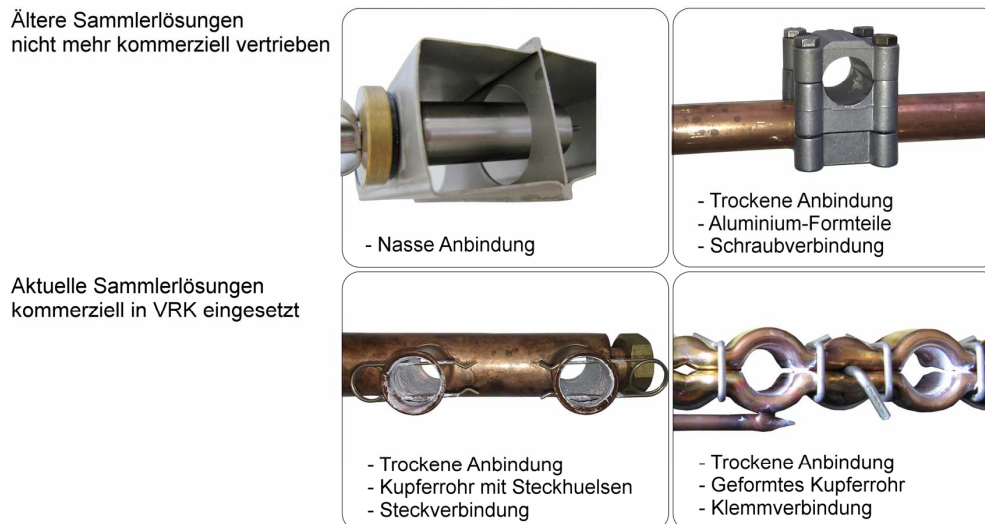 Ältere Sammlerlösungen
nicht mehr kommerziell vertrieben
- Nasse Anbindung
- Trockene Anbindung
- Aluminium-Formteile
- Schraubverbindung
Aktuelle Sammlerlösungen
kommerziell in VRK eingesetzt
- Trockene Anbindung
- Kupferrohr mit Steckhuelsen
- Steckverbindung
- Trockene Anbindung
- Geformtes Kupferrohr
- Klemmverbindung